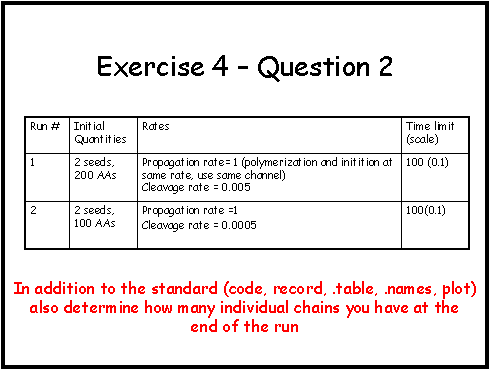 Exercise 4 – Question 2
Run #
Initial
Quantities
Rates
Time limit
(scale)
1
2 seeds,
200 AAs
Propagation rate= 1 (polymerization and initition at
same rate, use same channel)
Cleavage rate = 0.005
100 (0.1)
2
2 seeds,
100 AAs
Propagation rate =1
Cleavage rate = 0.0005
100(0.1)
In addition to the standard (code, record, .table, .names, plot)
also determine how many individual chains you have at the
end of the run